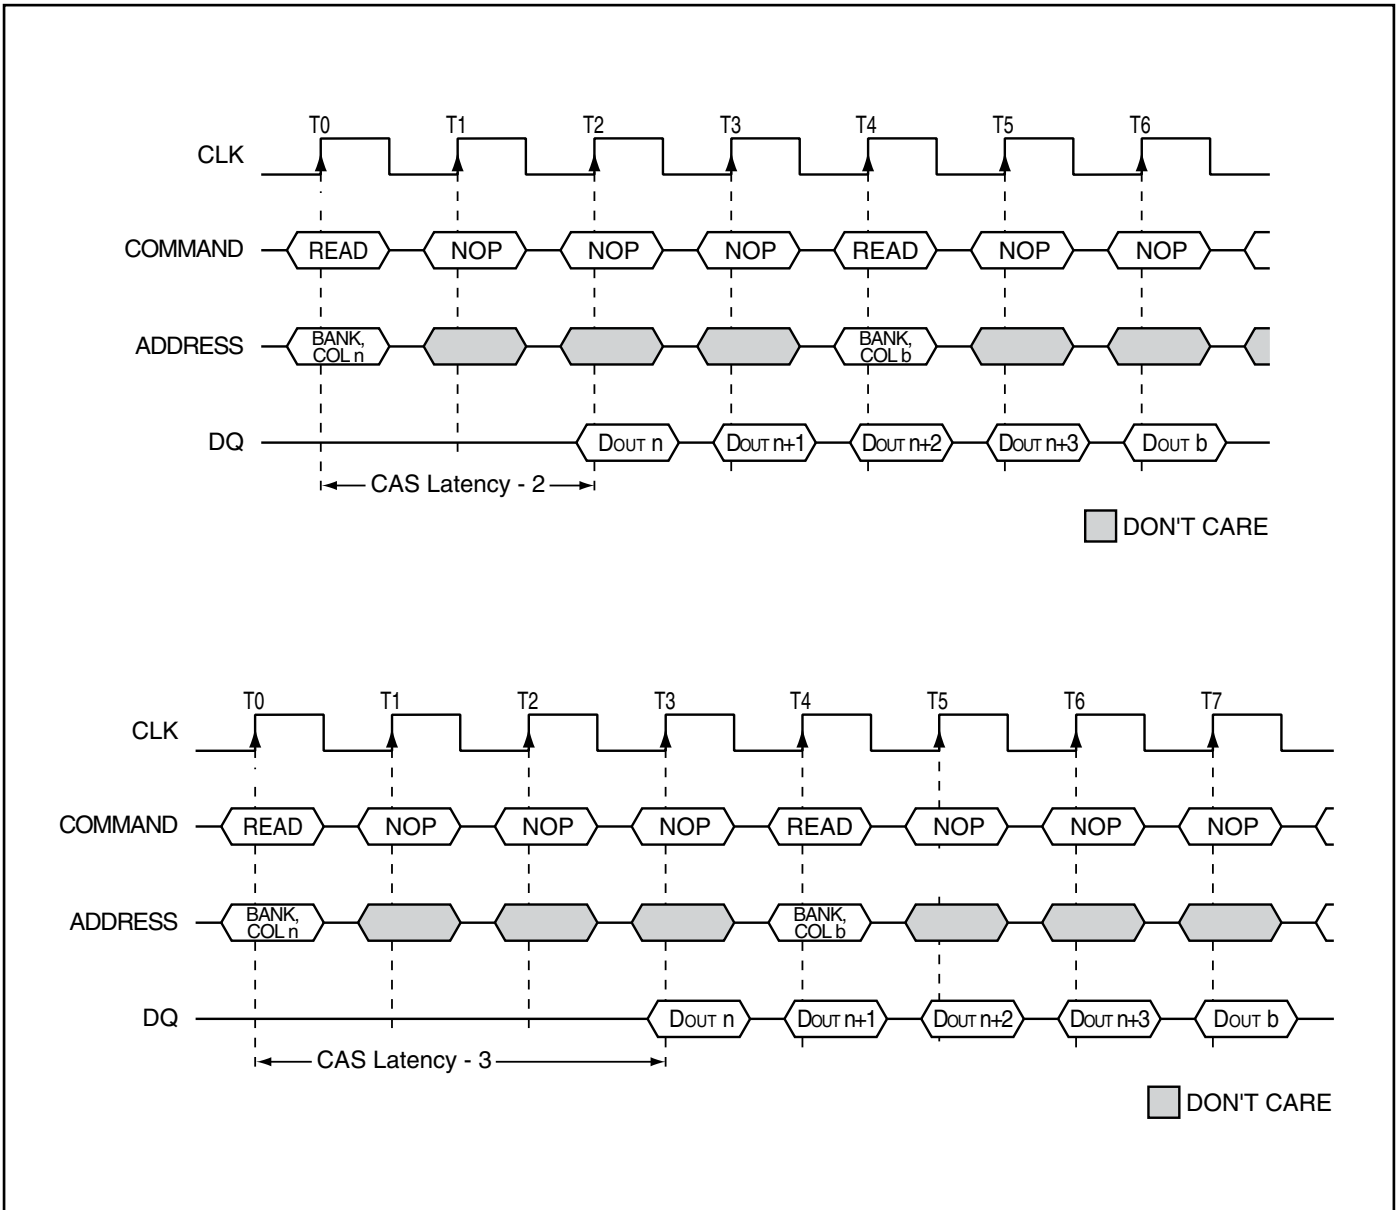 T0 T1 T2 T3 T4 T5 T6
CLK
COMMAND READ NOP NOP NOP READ NOP NOP
ADDRESS BANK, COL n BANK, COL b
DQ DOUT n DOUT n+1 DOUT n+2 DOUT n+3 DOUT b
CAS Latency - 2
DON'T CARE
T0 T1 T2 T3 T4 T5 T6 T7
CLK
COMMAND READ NOP NOP NOP READ NOP NOP NOP
ADDRESS BANK, COL n BANK, COL b
DQ DOUT n DOUT n+1 DOUT n+2 DOUT n+3 DOUT b
CAS Latency - 3
DON'T CARE